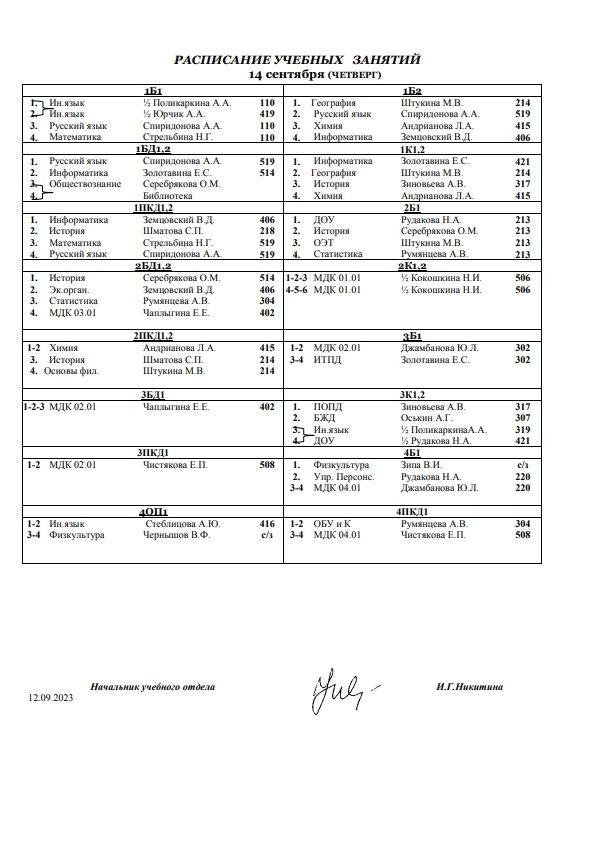 РАСПИСАНИЕ УЧЕБНЫХ ЗАНЯТИЙ
14 сентября (ЧЕТВЕРГ)
1Б1
1. Ин.язык ½ Поликаркина А.А. 110
2. Ин.язык ½ Юрчик А.А. 419
3. Русский язык Спиридонова А.А. 110
4. Математика Стрельбина Н.Г. 110
1Б2
1. География Штукина М.В. 214
2. Русский язык Спиридонова А.А. 519
3. Химия Андрианова Л.А. 415
4. Информатика Земцовский В.Д. 406
1БД1,2
1. Русский язык Спиридонова А.А. 519
2. Информатика Золотавина Е.С. 514
3. Обществознание Серебрякова О.М.
4. Библиотека
1К1,2
1. Информатика Золотавина Е.С. 421
2. География Штукина М.В. 214
3. История Зиновьева А.В. 317
4. Химия Андрианова Л.А. 415
1ПКД1,2
1. Информатика Земцовский В.Д. 406
2. История Шматова С.П. 218
3. Математика Стрельбина Н.Г. 519
4. Русский язык Спиридонова А.А. 519
2Б1
1. ДОУ Рудакова Н.А. 213
2. История Серебрякова О.М. 213
3. ОЭТ Штукина М.В. 213
4. Статистика Румянцева А.В. 213
2БД1,2
1. История Серебрякова О.М. 514
2. Эк.орган. Земцовский В.Д. 406
3. Статистика Румянцева А.В. 304
4. МДК 03.01 Чаплыгина Е.Е. 402
2К1,2
1-2-3 МДК 01.01 ½ Кокошкина Н.И. 506
4-5-6 МДК 01.01 ½ Кокошкина Н.И. 506
2ПКД1,2
1-2 Химия Андрианова Л.А. 415
3. История Шматова С.П. 214
4. Основы фил. Штукина М.В. 214
3Б1
1-2 МДК 02.01 Джамбанова Ю.Л. 302
3-4 ИТПД Золотавина Е.С. 302
3БД1
1-2-3 МДК 02.01 Чаплыгина Е.Е. 402
3К1,2
1. ПОПД Зиновьева А.В. 317
2. БЖД Оськин А.Г. 307
3. Ин.язык ½ ПоликаркинаА.А. 319
4. ДОУ ½ Рудакова Н.А. 421
3ПКД1
1-2 МДК 02.01 Чистякова Е.П. 508
4Б1
1. Физкультура Зипа В.И. с/з
2. Упр. Персонс. Рудакова Н.А. 220
3-4 МДК 04.01 Джамбанова Ю.Л. 220
4ОП1
1-2 Ин.язык Стеблицова А.Ю. 416
3-4 Физкультура Чернышов В.Ф. с/з
4ПКД1
1-2 ОБУ и К Румянцева А.В. 304
3-4 МДК 04.01 Чистякова Е.П. 508
Начальник учебного отдела И.Г.Никитина
12.09.2023